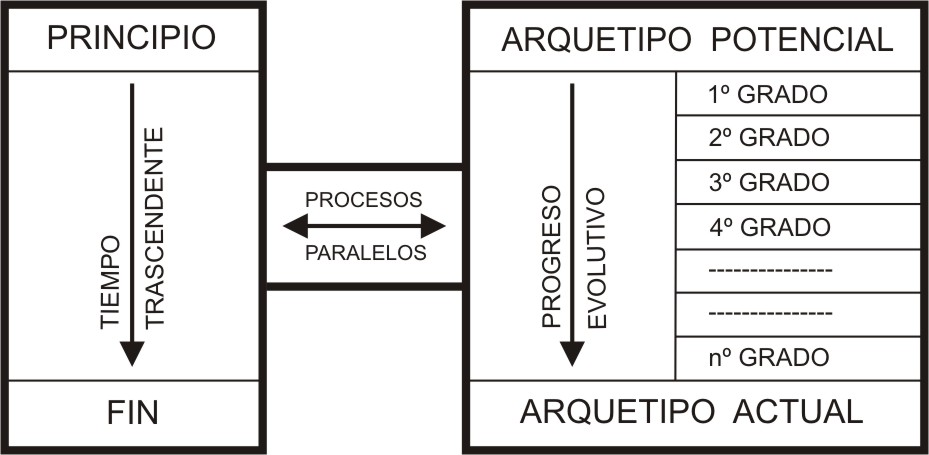 PRINCIPIO
TIEMPO
TRASCENDENTE
FIN
PROCESOS
PARALELOS
ARQUETIPO POTENCIAL
PROGRESO
EVOLUTIVO
1º GRADO
2º GRADO
3º GRADO
4º GRADO
---------------
---------------
nº GRADO
ARQUETIPO ACTUAL